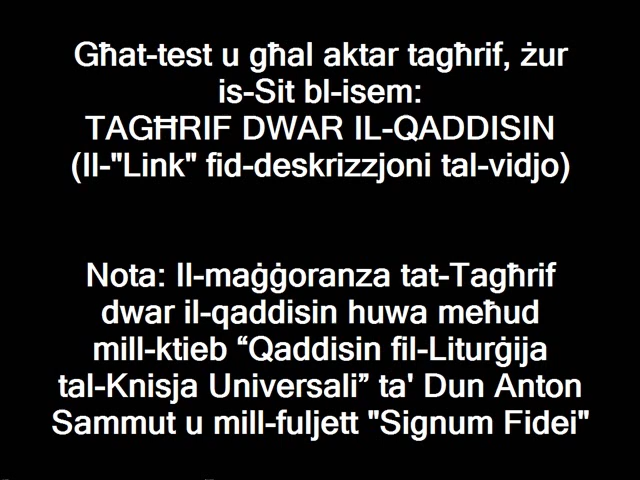 Għat-test u għal aktar tagħrif, żur
is-Sit bl-isem:
TAGĦRIF DWAR IL-QADDISIN
(Il-"Link" fid-deskrizzjoni tal-vidjo)
Nota: Il-maġġoranza tat-Tagħrif
dwar il-qaddisin huwa meħud
mill-ktieb “Qaddisin fil-Liturġija
tal-Knisja Universali” ta' Dun Anton
Sammut u mill-fuljett "Signum Fidei"